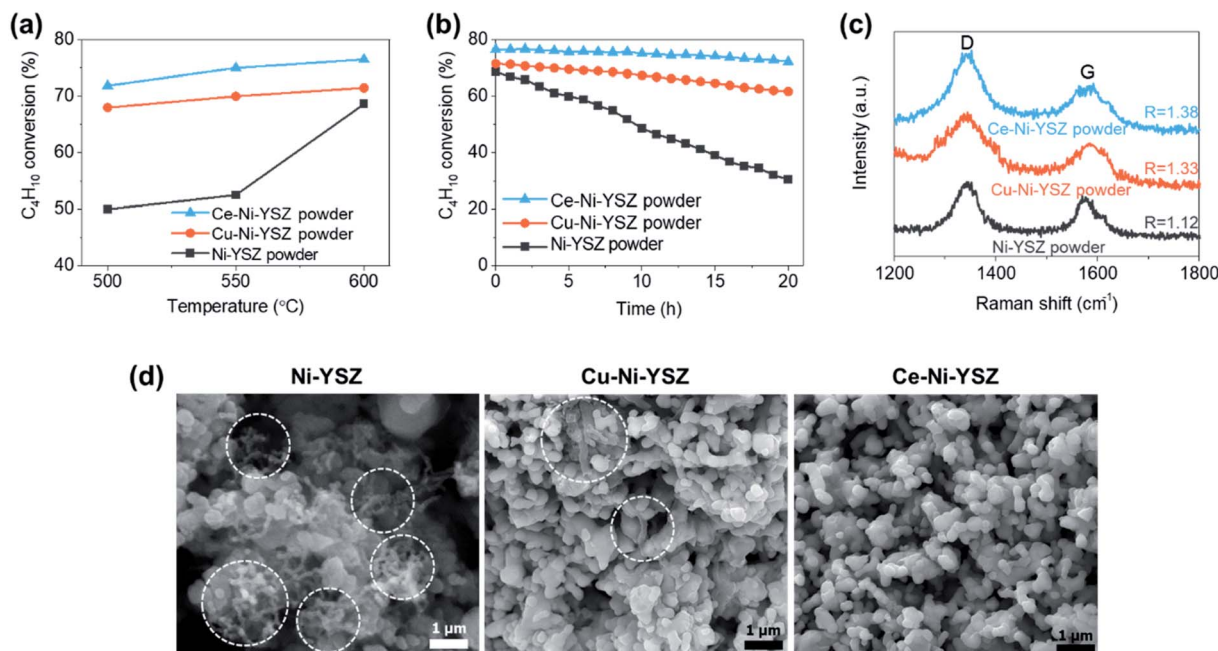 (a)
80
70
60
50
40
C₄H₁₀ conversion (%)
Ce-Ni-YSZ powder
Cu-Ni-YSZ powder
Ni-YSZ powder
500 550 600
Temperature (°C)
(b)
80
60
40
20
0
C₄H₁₀ conversion (%)
Ce-Ni-YSZ powder
Cu-Ni-YSZ powder
Ni-YSZ powder
0 5 10 15 20
Time (h)
(c)
Intensity (a.u.)
D
G
R=1.38
Ce-Ni-YSZ powder
R=1.33
Cu-Ni-YSZ powder
R=1.12
Ni-YSZ powder
1200 1400 1600 1800
Raman shift (cm⁻¹)
(d)
Ni-YSZ
Cu-Ni-YSZ
Ce-Ni-YSZ
1 μm
1 μm
1 μm